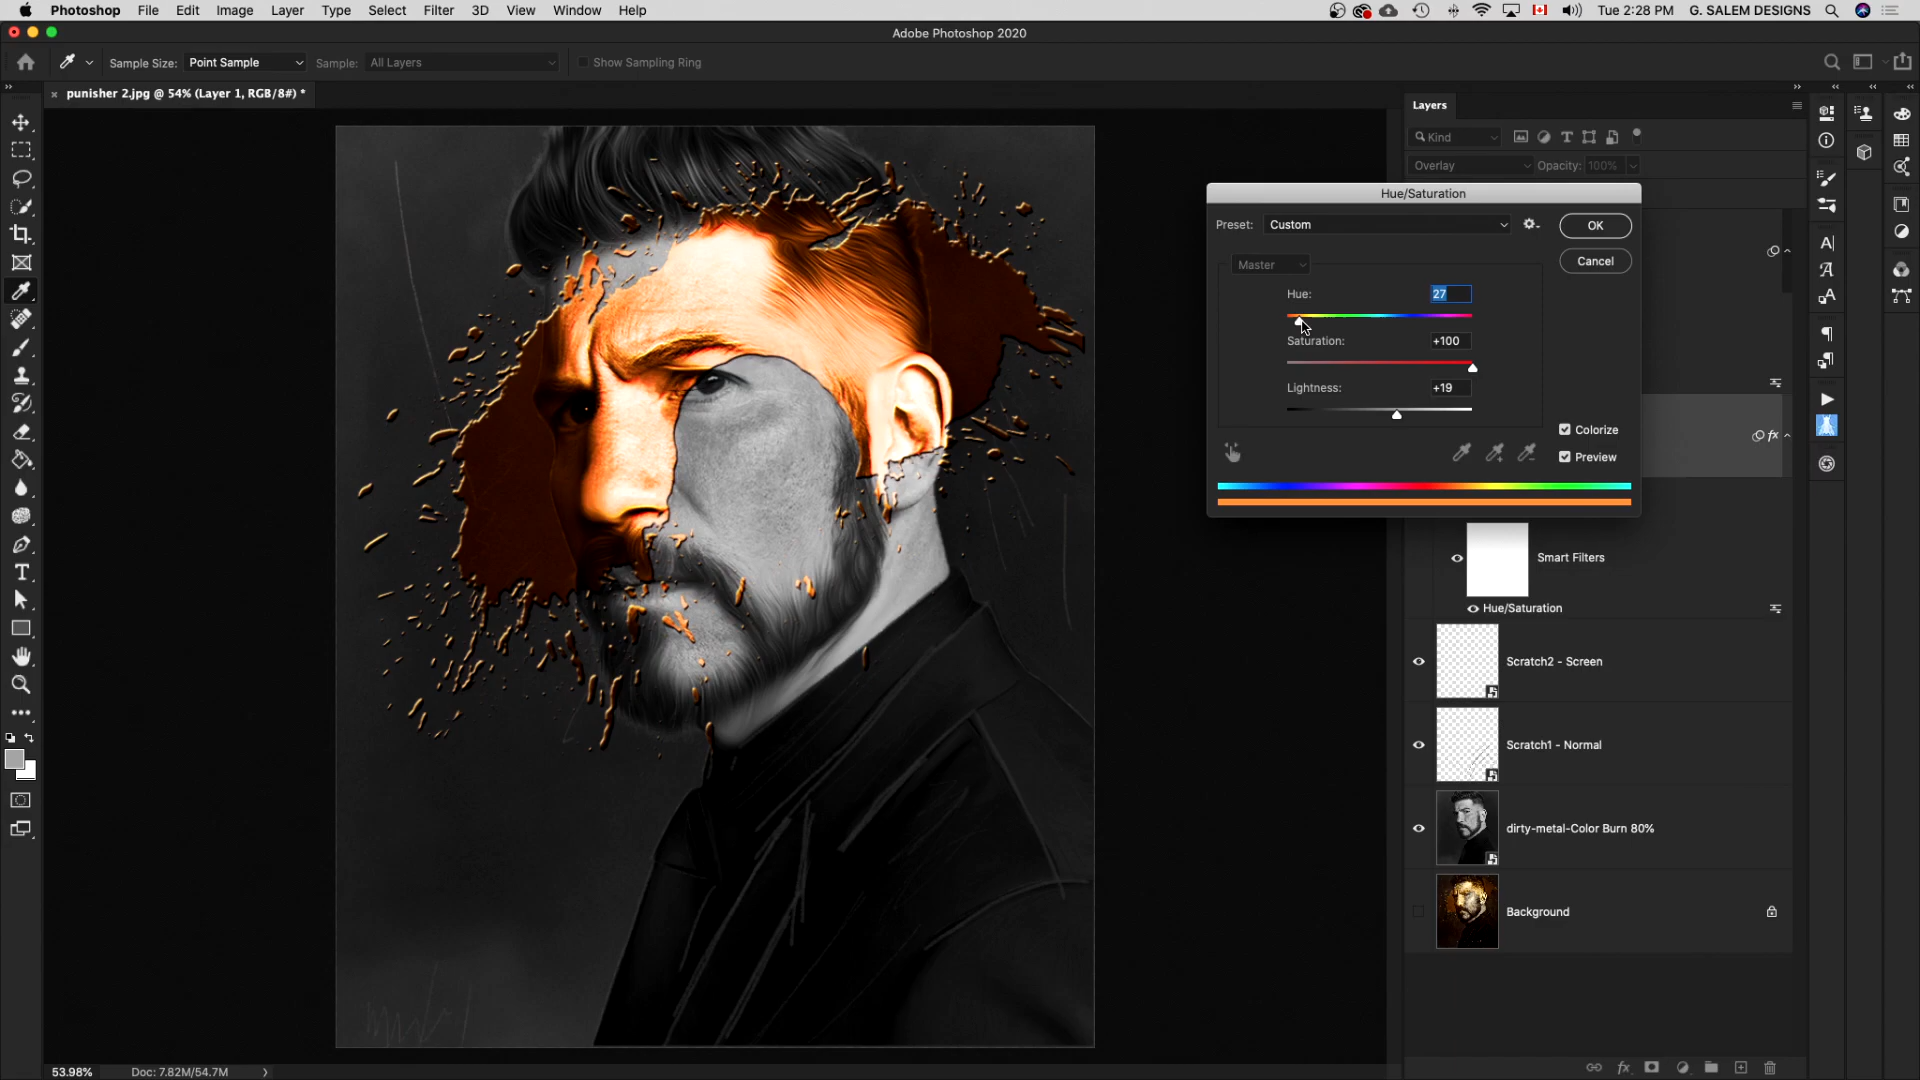 Photoshop File Edit Image Layer Type Select Filter 3D View Window Help Tue 2:28 PM G. SALEM DESIGNS
Adobe Photoshop 2020
Sample Size: Point Sample Sample: All Layers Show Sampling Ring
× punisher 2.jpg @ 54% (Layer 1, RGB/8#) *
Layers
Kind
Overlay Opacity: 100%
Hue/Saturation
Preset: Custom OK
Cancel
Master
Hue: 27
Saturation: +100
Lightness: +19
Colorize
Preview
fx
Smart Filters
Hue/Saturation
Scratch2 - Screen
Scratch1 - Normal
dirty-metal-Color Burn 80%
Background
53.98% Doc: 7.82M/54.7M
fx